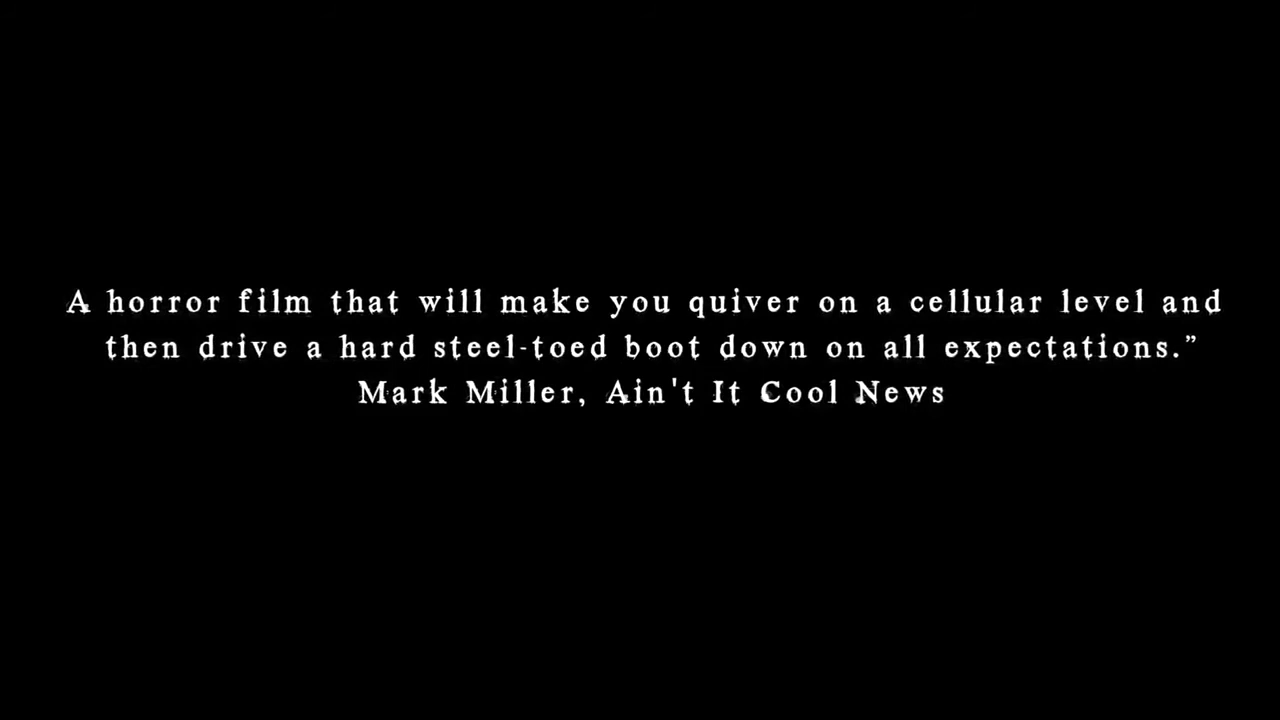 A horror film that will make you quiver on a cellular level and
then drive a hard steel-toed boot down on all expectations.”
Mark Miller, Ain't It Cool News